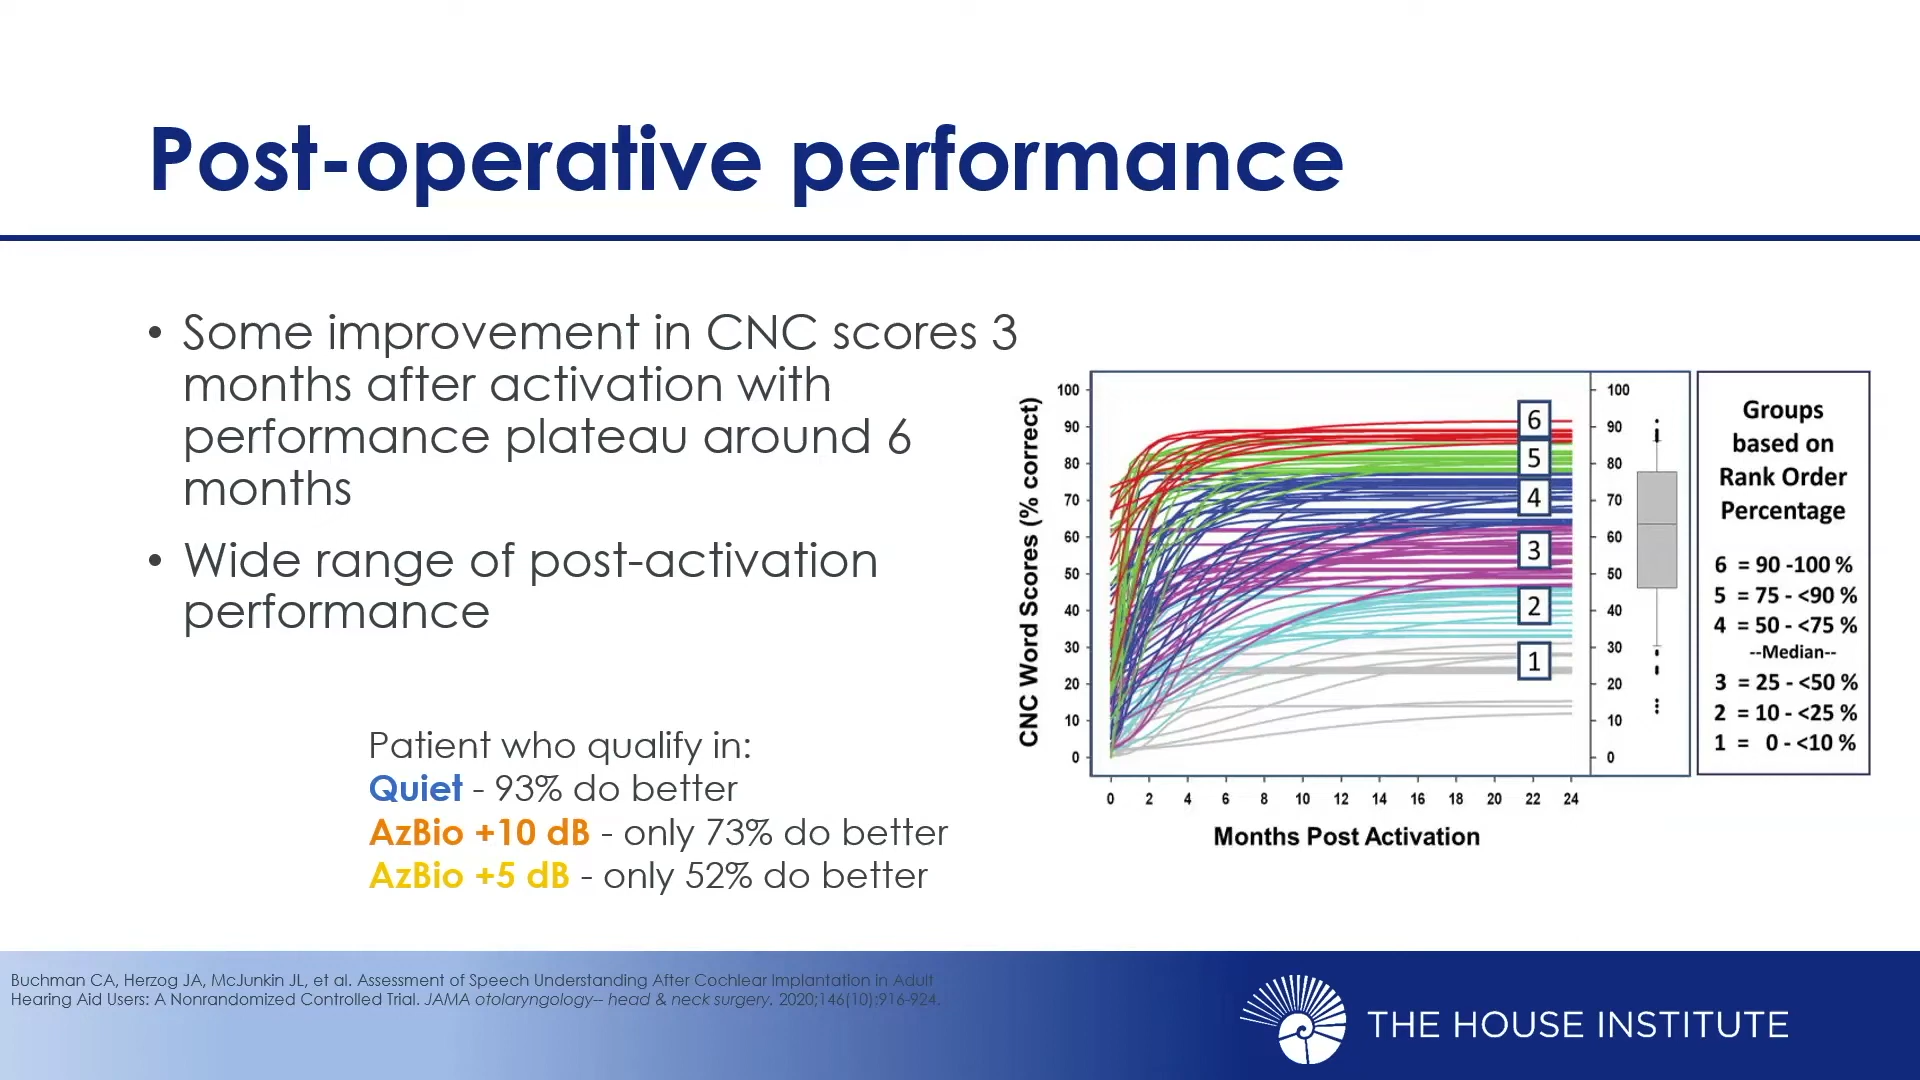 Post-operative performance
• Some improvement in CNC scores 3
months after activation with
performance plateau around 6
months
• Wide range of post-activation
performance
Patient who qualify in:
Quiet - 93% do better
AzBio +10 dB - only 73% do better
AzBio +5 dB - only 52% do better
CNC Word Scores (% correct)
100
90
80
70
60
50
40
30
20
10
0
6
5
4
3
2
1
0 2 4 6 8 10 12 14 16 18 20 22 24
Months Post Activation
100
90
80
70
60
50
40
30
20
10
0
Groups
based on
Rank Order
Percentage
6 = 90 -100 %
5 = 75 - <90 %
4 = 50 - <75 %
--Median--
3 = 25 - <50 %
2 = 10 - <25 %
1 = 0 - <10 %
Buchman CA, Herzog JA, McJunkin JL, et al. Assessment of Speech Understanding After Cochlear Implantation in Adult
Hearing Aid Users: A Nonrandomized Controlled Trial. JAMA otolaryngology-- head & neck surgery. 2020;146(10):916-924.
THE HOUSE INSTITUTE